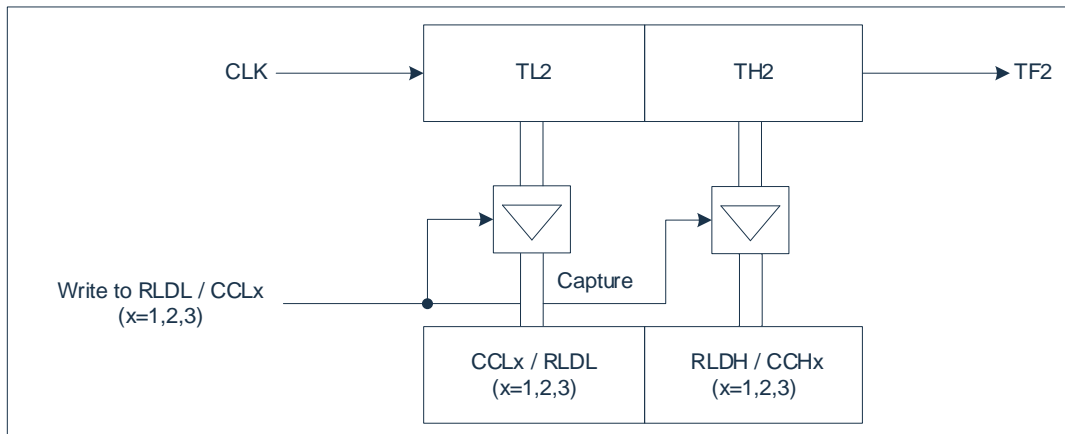 CLK
TL2
TH2
TF2
Capture
Write to RLDL / CCLx
(x=1,2,3)
CCLx / RLDL
(x=1,2,3)
RLDH / CCHx
(x=1,2,3)